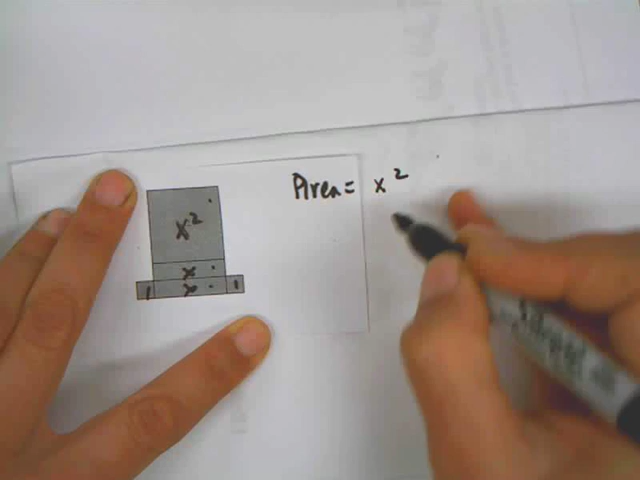 Area = x²
x²
x
1 x 1